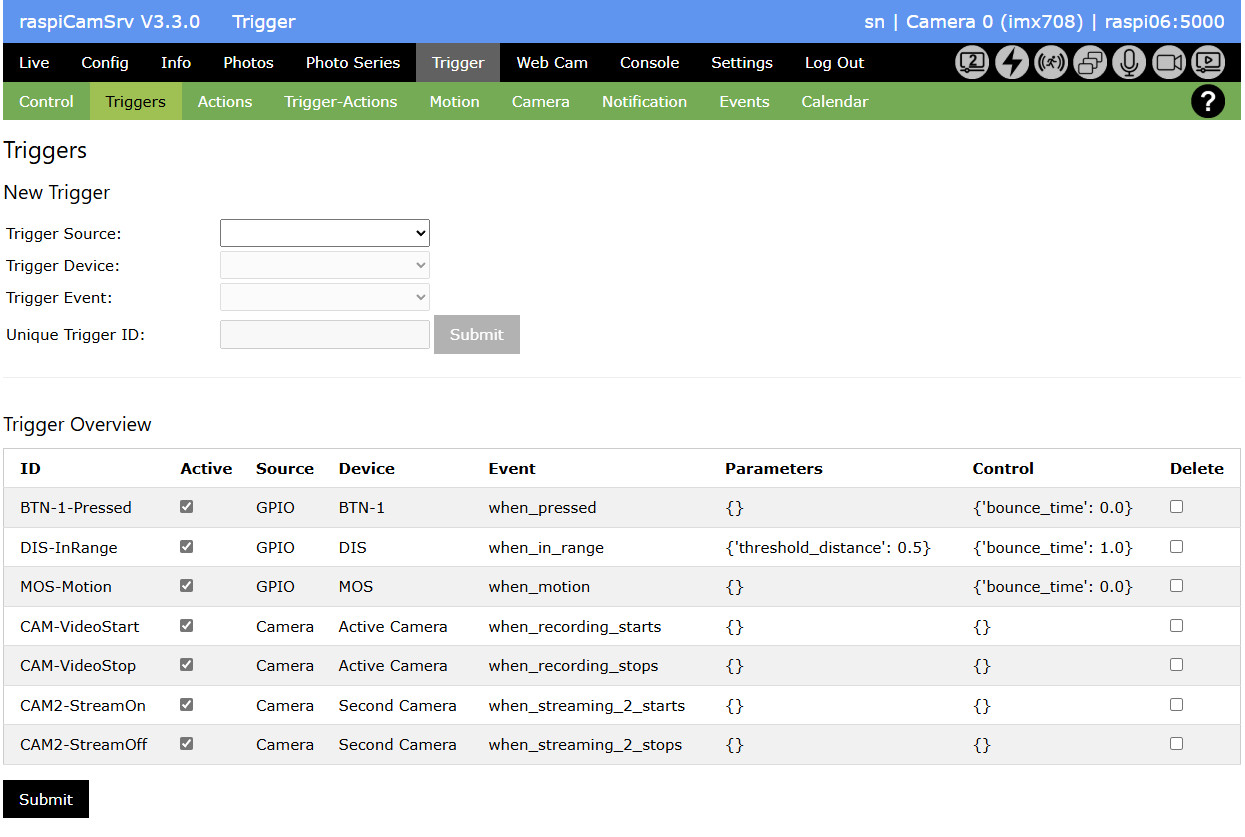 raspiCamSrv V3.3.0 Trigger sn | Camera 0 (imx708) | raspi06:5000
Live Config Info Photos Photo Series Trigger Web Cam Console Settings Log Out 2
Control Triggers Actions Trigger-Actions Motion Camera Notification Events Calendar ?
Triggers
New Trigger
Trigger Source:
Trigger Device:
Trigger Event:
Unique Trigger ID: Submit
Trigger Overview
ID Active Source Device Event Parameters Control Delete
BTN-1-Pressed GPIO BTN-1 when_pressed {} {'bounce_time': 0.0}
DIS-InRange GPIO DIS when_in_range {'threshold_distance': 0.5} {'bounce_time': 1.0}
MOS-Motion GPIO MOS when_motion {} {'bounce_time': 0.0}
CAM-VideoStart Camera Active Camera when_recording_starts {} {}
CAM-VideoStop Camera Active Camera when_recording_stops {} {}
CAM2-StreamOn Camera Second Camera when_streaming_2_starts {} {}
CAM2-StreamOff Camera Second Camera when_streaming_2_stops {} {}
Submit